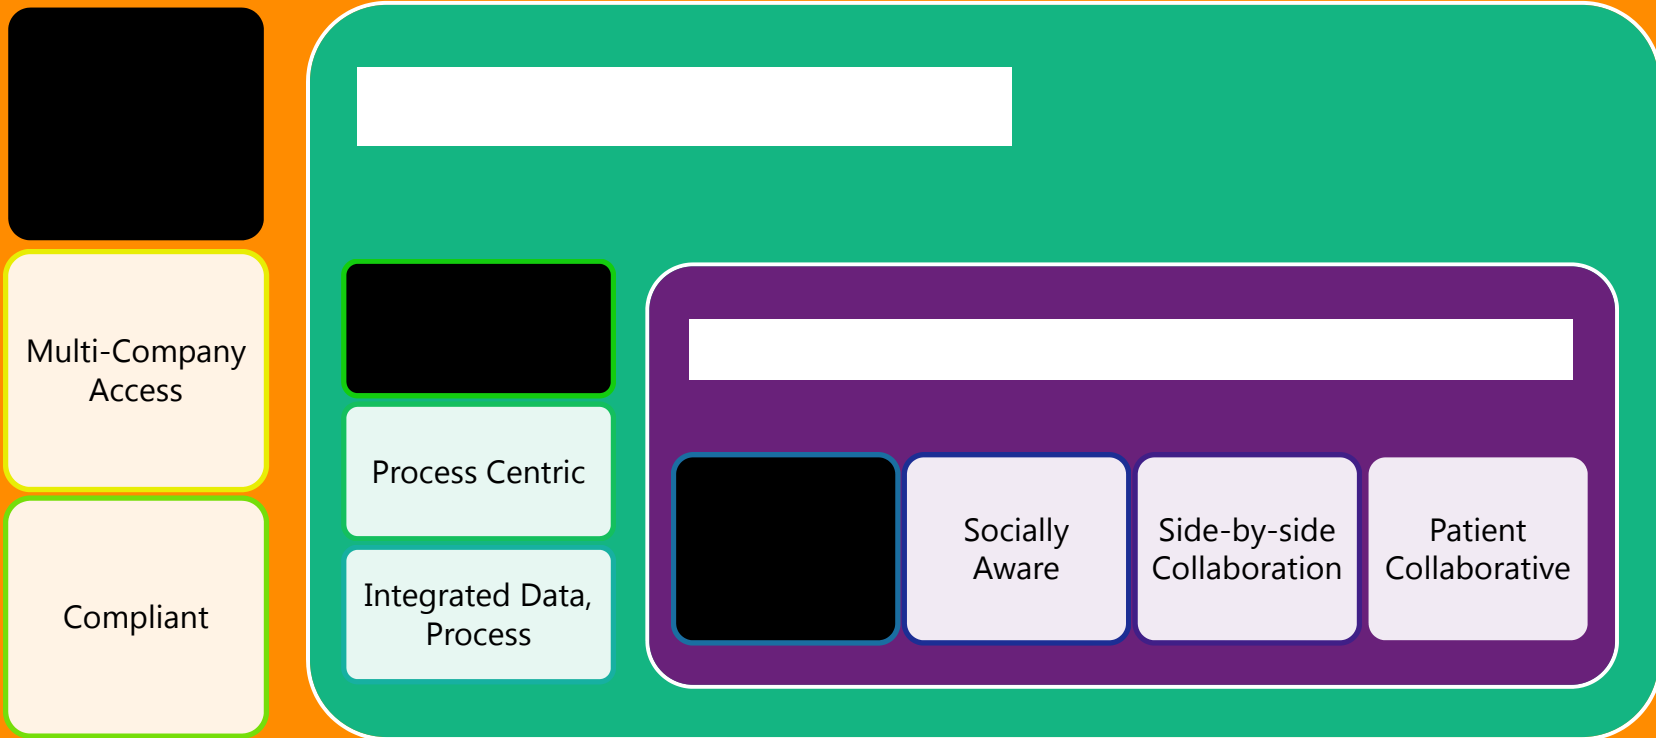 Multi-Company
Access
Compliant
Process Centric
Integrated Data,
Process
Socially
Aware
Side-by-side
Collaboration
Patient
Collaborative